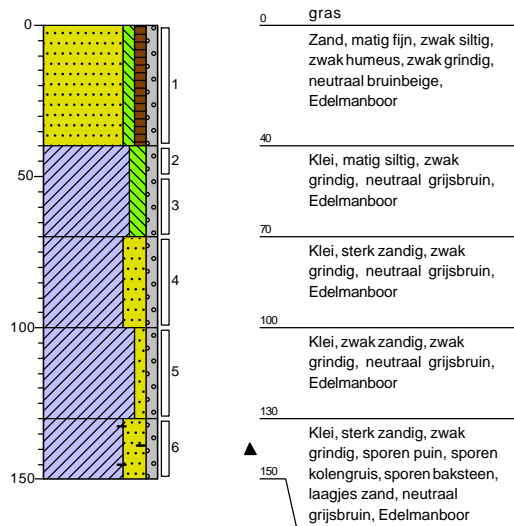 0
50
100
150
1
2
3
4
5
6
0
gras
Zand, matig fijn, zwak siltig,
zwak humeus, zwak grindig,
neutraal bruinbeige,
Edelmanboor
40
Klei, matig siltig, zwak
grindig, neutraal grijsbruin,
Edelmanboor
70
Klei, sterk zandig, zwak
grindig, neutraal grijsbruin,
Edelmanboor
100
Klei, zwak zandig, zwak
grindig, neutraal grijsbruin,
Edelmanboor
130
Klei, sterk zandig, zwak
grindig, sporen puin, sporen
kolengruis, sporen baksteen,
laagjes zand, neutraal
grijsbruin, Edelmanboor
150